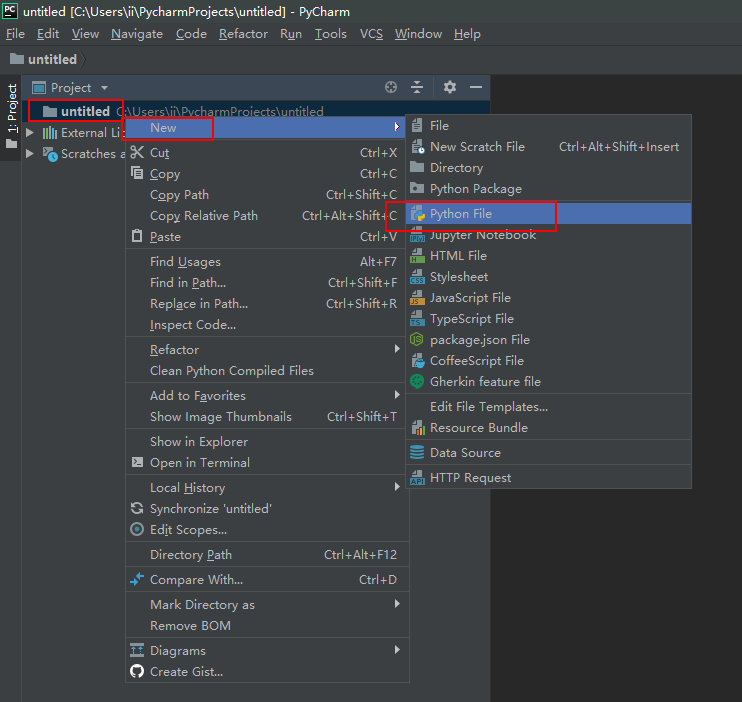 PC untitled [C:\Users\ii\PycharmProjects\untitled] - PyCharm
File Edit View Navigate Code Refactor Run Tools VCS Window Help
untitled
1: Project
Project
untitled C:\Users\ii\PycharmProjects\untitled
External Li
Scratches a
New
Cut Ctrl+X
Copy Ctrl+C
Copy Path Ctrl+Shift+C
Copy Relative Path Ctrl+Alt+Shift+C
Paste Ctrl+V
Find Usages Alt+F7
Find in Path... Ctrl+Shift+F
Replace in Path... Ctrl+Shift+R
Inspect Code...
Refactor
Clean Python Compiled Files
Add to Favorites
Show Image Thumbnails Ctrl+Shift+T
Show in Explorer
Open in Terminal
Local History
Synchronize 'untitled'
Edit Scopes...
Directory Path Ctrl+Alt+F12
Compare With... Ctrl+D
Mark Directory as
Remove BOM
Diagrams
Create Gist...
File
New Scratch File Ctrl+Alt+Shift+Insert
Directory
Python Package
Python File
Jupyter Notebook
HTML File
Stylesheet
JavaScript File
TypeScript File
package.json File
CoffeeScript File
Gherkin feature file
Edit File Templates...
Resource Bundle
Data Source
HTTP Request